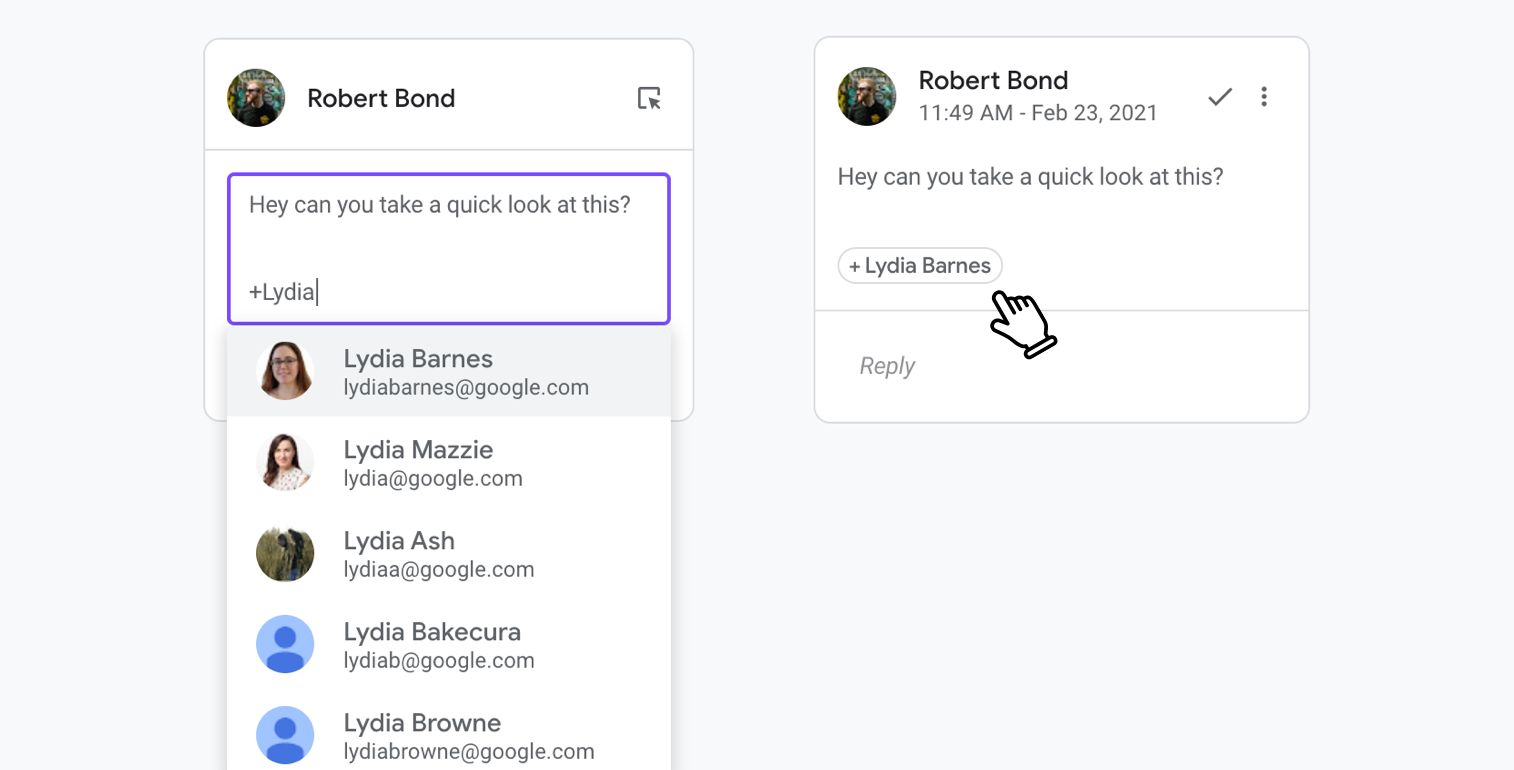 Robert Bond
Hey can you take a quick look at this?
+Lydia
Lydia Barnes
lydiabarnes@google.com
Lydia Mazzie
lydia@google.com
Lydia Ash
lydiaa@google.com
Lydia Bakecura
lydiab@google.com
Lydia Browne
lydiabrowne@google.com
Robert Bond
11:49 AM - Feb 23, 2021
Hey can you take a quick look at this?
+ Lydia Barnes
Reply